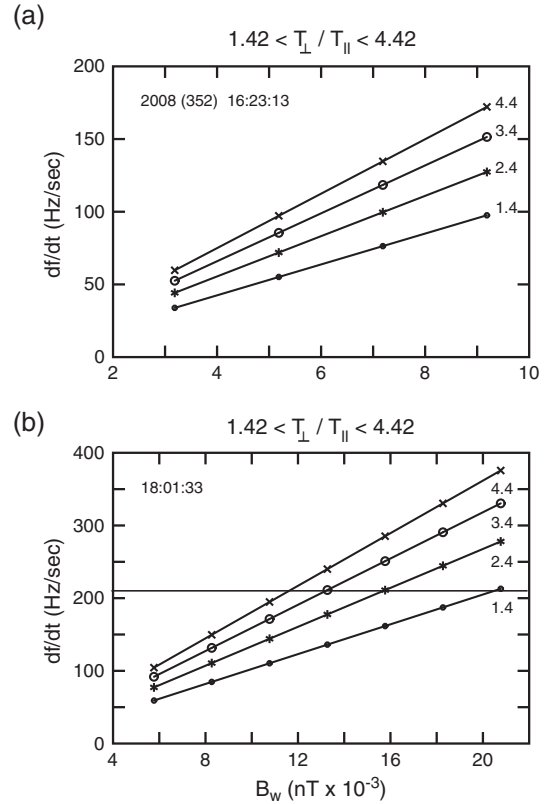 (a)
1.42 < T⊥ / T|| < 4.42
200
150
100
50
0
df/dt (Hz/sec)
2008 (352) 16:23:13
4.4
3.4
2.4
1.4
2 4 6 8 10
(b)
1.42 < T⊥ / T|| < 4.42
400
300
200
100
0
df/dt (Hz/sec)
18:01:33
4.4
3.4
2.4
1.4
4 8 12 16 20
B_w (nT x 10⁻³)